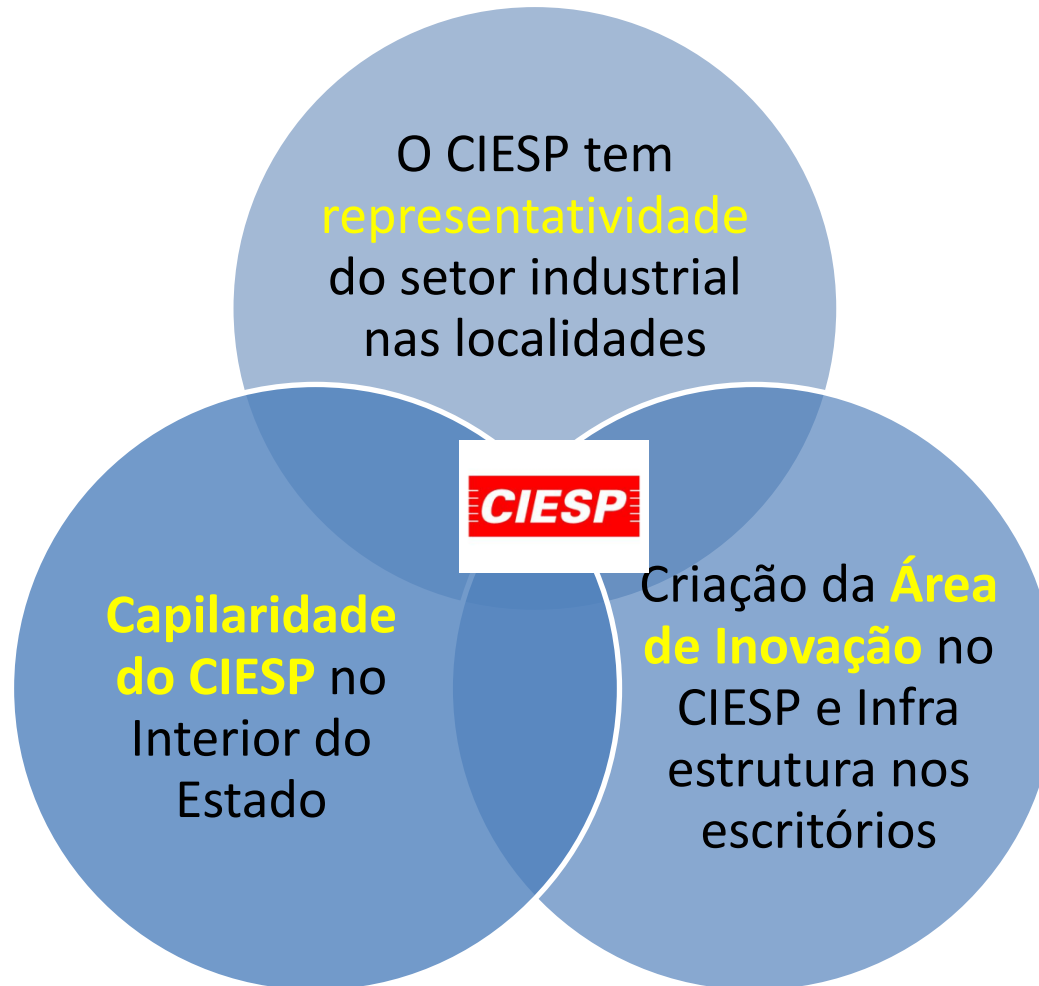 O CIESP tem
representatividade
do setor industrial
nas localidades
CIESP
Capilaridade
do CIESP no
Interior do
Estado
Criação da Área
de Inovação no
CIESP e Infra
estrutura nos
escritórios